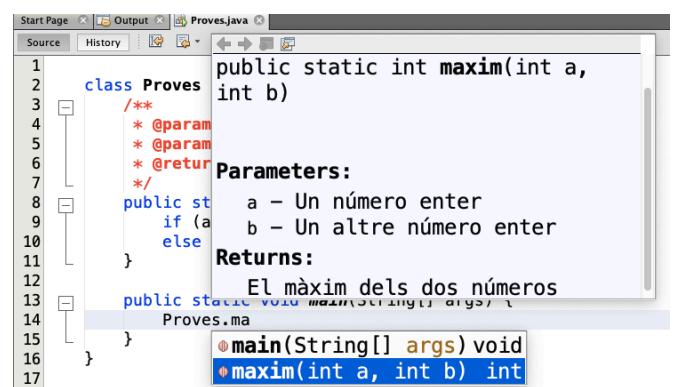 Start Page Output Proves.java
Source History
1
2 class Proves
3 /**
4 * @param
5 * @param
6 * @retur
7 */
8 public st
9 if (a
10 else
11 }
12
13 public static void main(String[] args) {
14 Proves.ma
15 }
16 }
17
public static int maxim(int a,
int b)
Parameters:
a – Un número enter
b – Un altre número enter
Returns:
El màxim dels dos números
main(String[] args) void
maxim(int a, int b) int